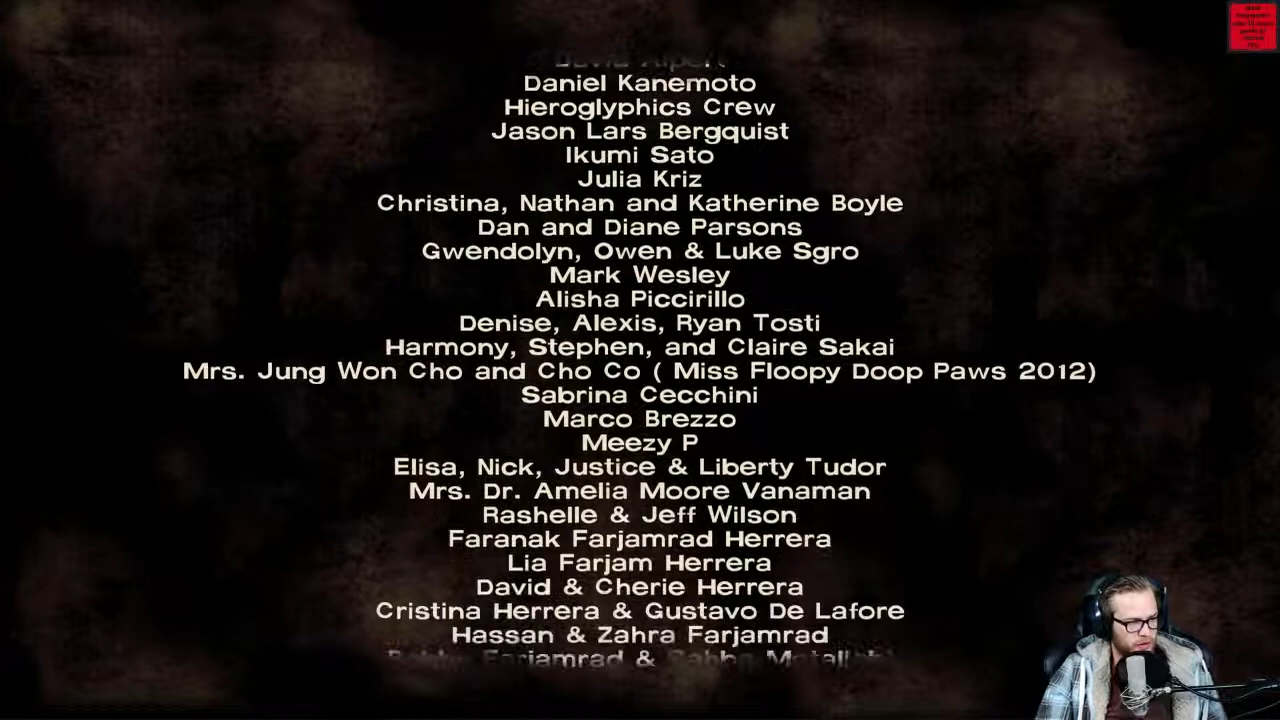 David Alpert
Daniel Kanemoto
Hieroglyphics Crew
Jason Lars Bergquist
Ikumi Sato
Julia Kriz
Christina, Nathan and Katherine Boyle
Dan and Diane Parsons
Gwendolyn, Owen & Luke Sgro
Mark Wesley
Alisha Piccirillo
Denise, Alexis, Ryan Tosti
Harmony, Stephen, and Claire Sakai
Mrs. Jung Won Cho and Cho Co ( Miss Floopy Doop Paws 2012)
Sabrina Cecchini
Marco Brezzo
Meezy P
Elisa, Nick, Justice & Liberty Tudor
Mrs. Dr. Amelia Moore Vanaman
Rashelle & Jeff Wilson
Faranak Farjamrad Herrera
Lia Farjam Herrera
David & Cherie Herrera
Cristina Herrera & Gustavo De Lafore
Hassan & Zahra Farjamrad
Farjamrad &